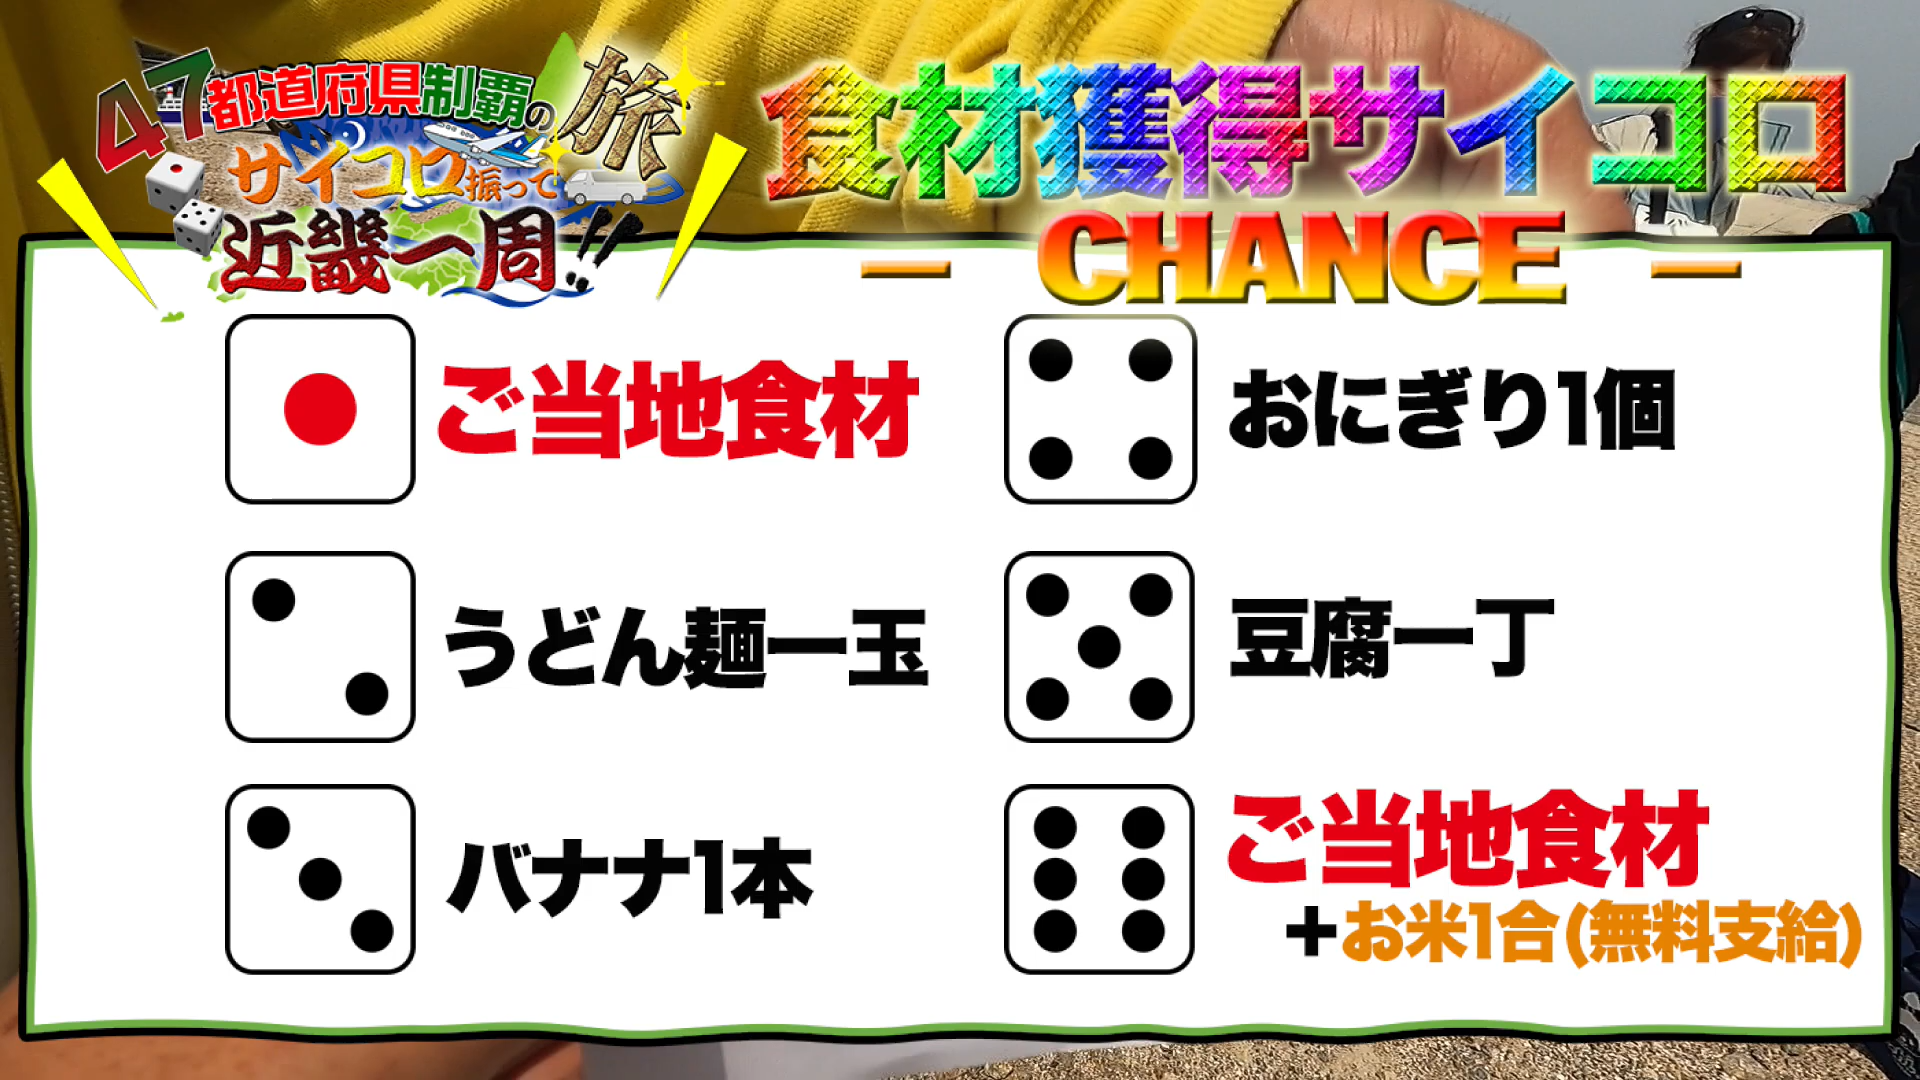 47都道府県制覇の旅
サイコロ振って
近畿一周!!
食材獲得サイコロ
CHANCE
ご当地食材
うどん麺一玉
バナナ1本
おにぎり1個
豆腐一丁
ご当地食材
+お米1合(無料支給)